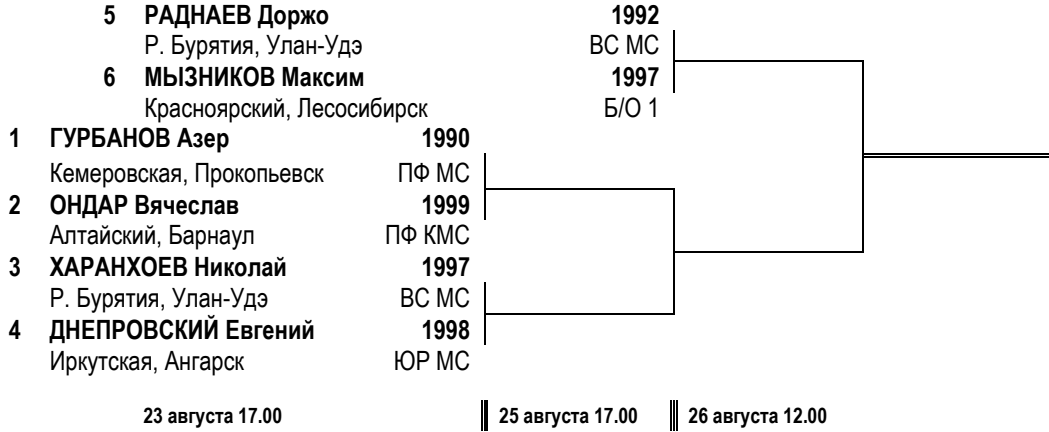 5 РАДНАЕВ Доржо 1992
Р. Бурятия, Улан-Удэ ВС МС
6 МЫЗНИКОВ Максим 1997
Красноярский, Лесосибирск Б/О 1
1 ГУРБАНОВ Азер 1990
Кемеровская, Прокопьевск ПФ МС
2 ОНДАР Вячеслав 1999
Алтайский, Барнаул ПФ КМС
3 ХАРАНХОЕВ Николай 1997
Р. Бурятия, Улан-Удэ ВС МС
4 ДНЕПРОВСКИЙ Евгений 1998
Иркутская, Ангарск ЮР МС
23 августа 17.00 25 августа 17.00 26 августа 12.00